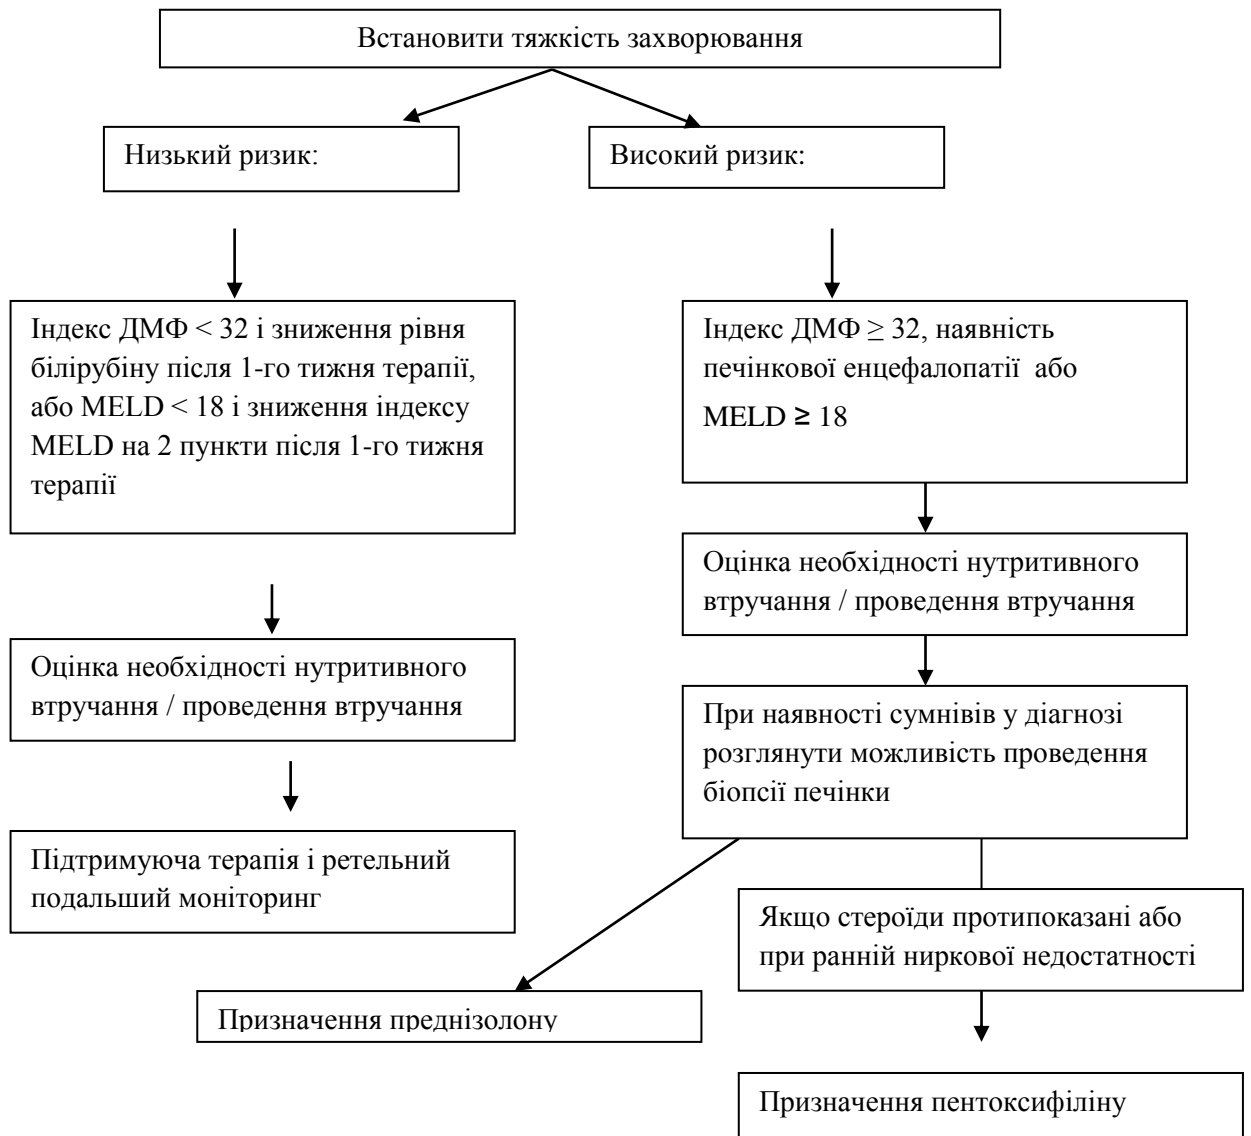 Встановити тяжкість захворювання
Низький ризик:
Високий ризик:
Індекс ДМФ < 32 і зниження рівня
білірубіну після 1-го тижня терапії,
або MELD < 18 і зниження індексу
MELD на 2 пункти після 1-го тижня
терапії
Індекс ДМФ ≥ 32, наявність
печінкової енцефалопатії або
MELD ≥ 18
Оцінка необхідності нутритивного
втручання / проведення втручання
Оцінка необхідності нутритивного
втручання / проведення втручання
При наявності сумнівів у діагнозі
розглянути можливість проведення
біопсії печінки
Підтримуюча терапія і ретельний
подальший моніторинг
Якщо стероїди протипоказані або
при ранній ниркової недостатності
Призначення преднізолону
Призначення пентоксифіліну